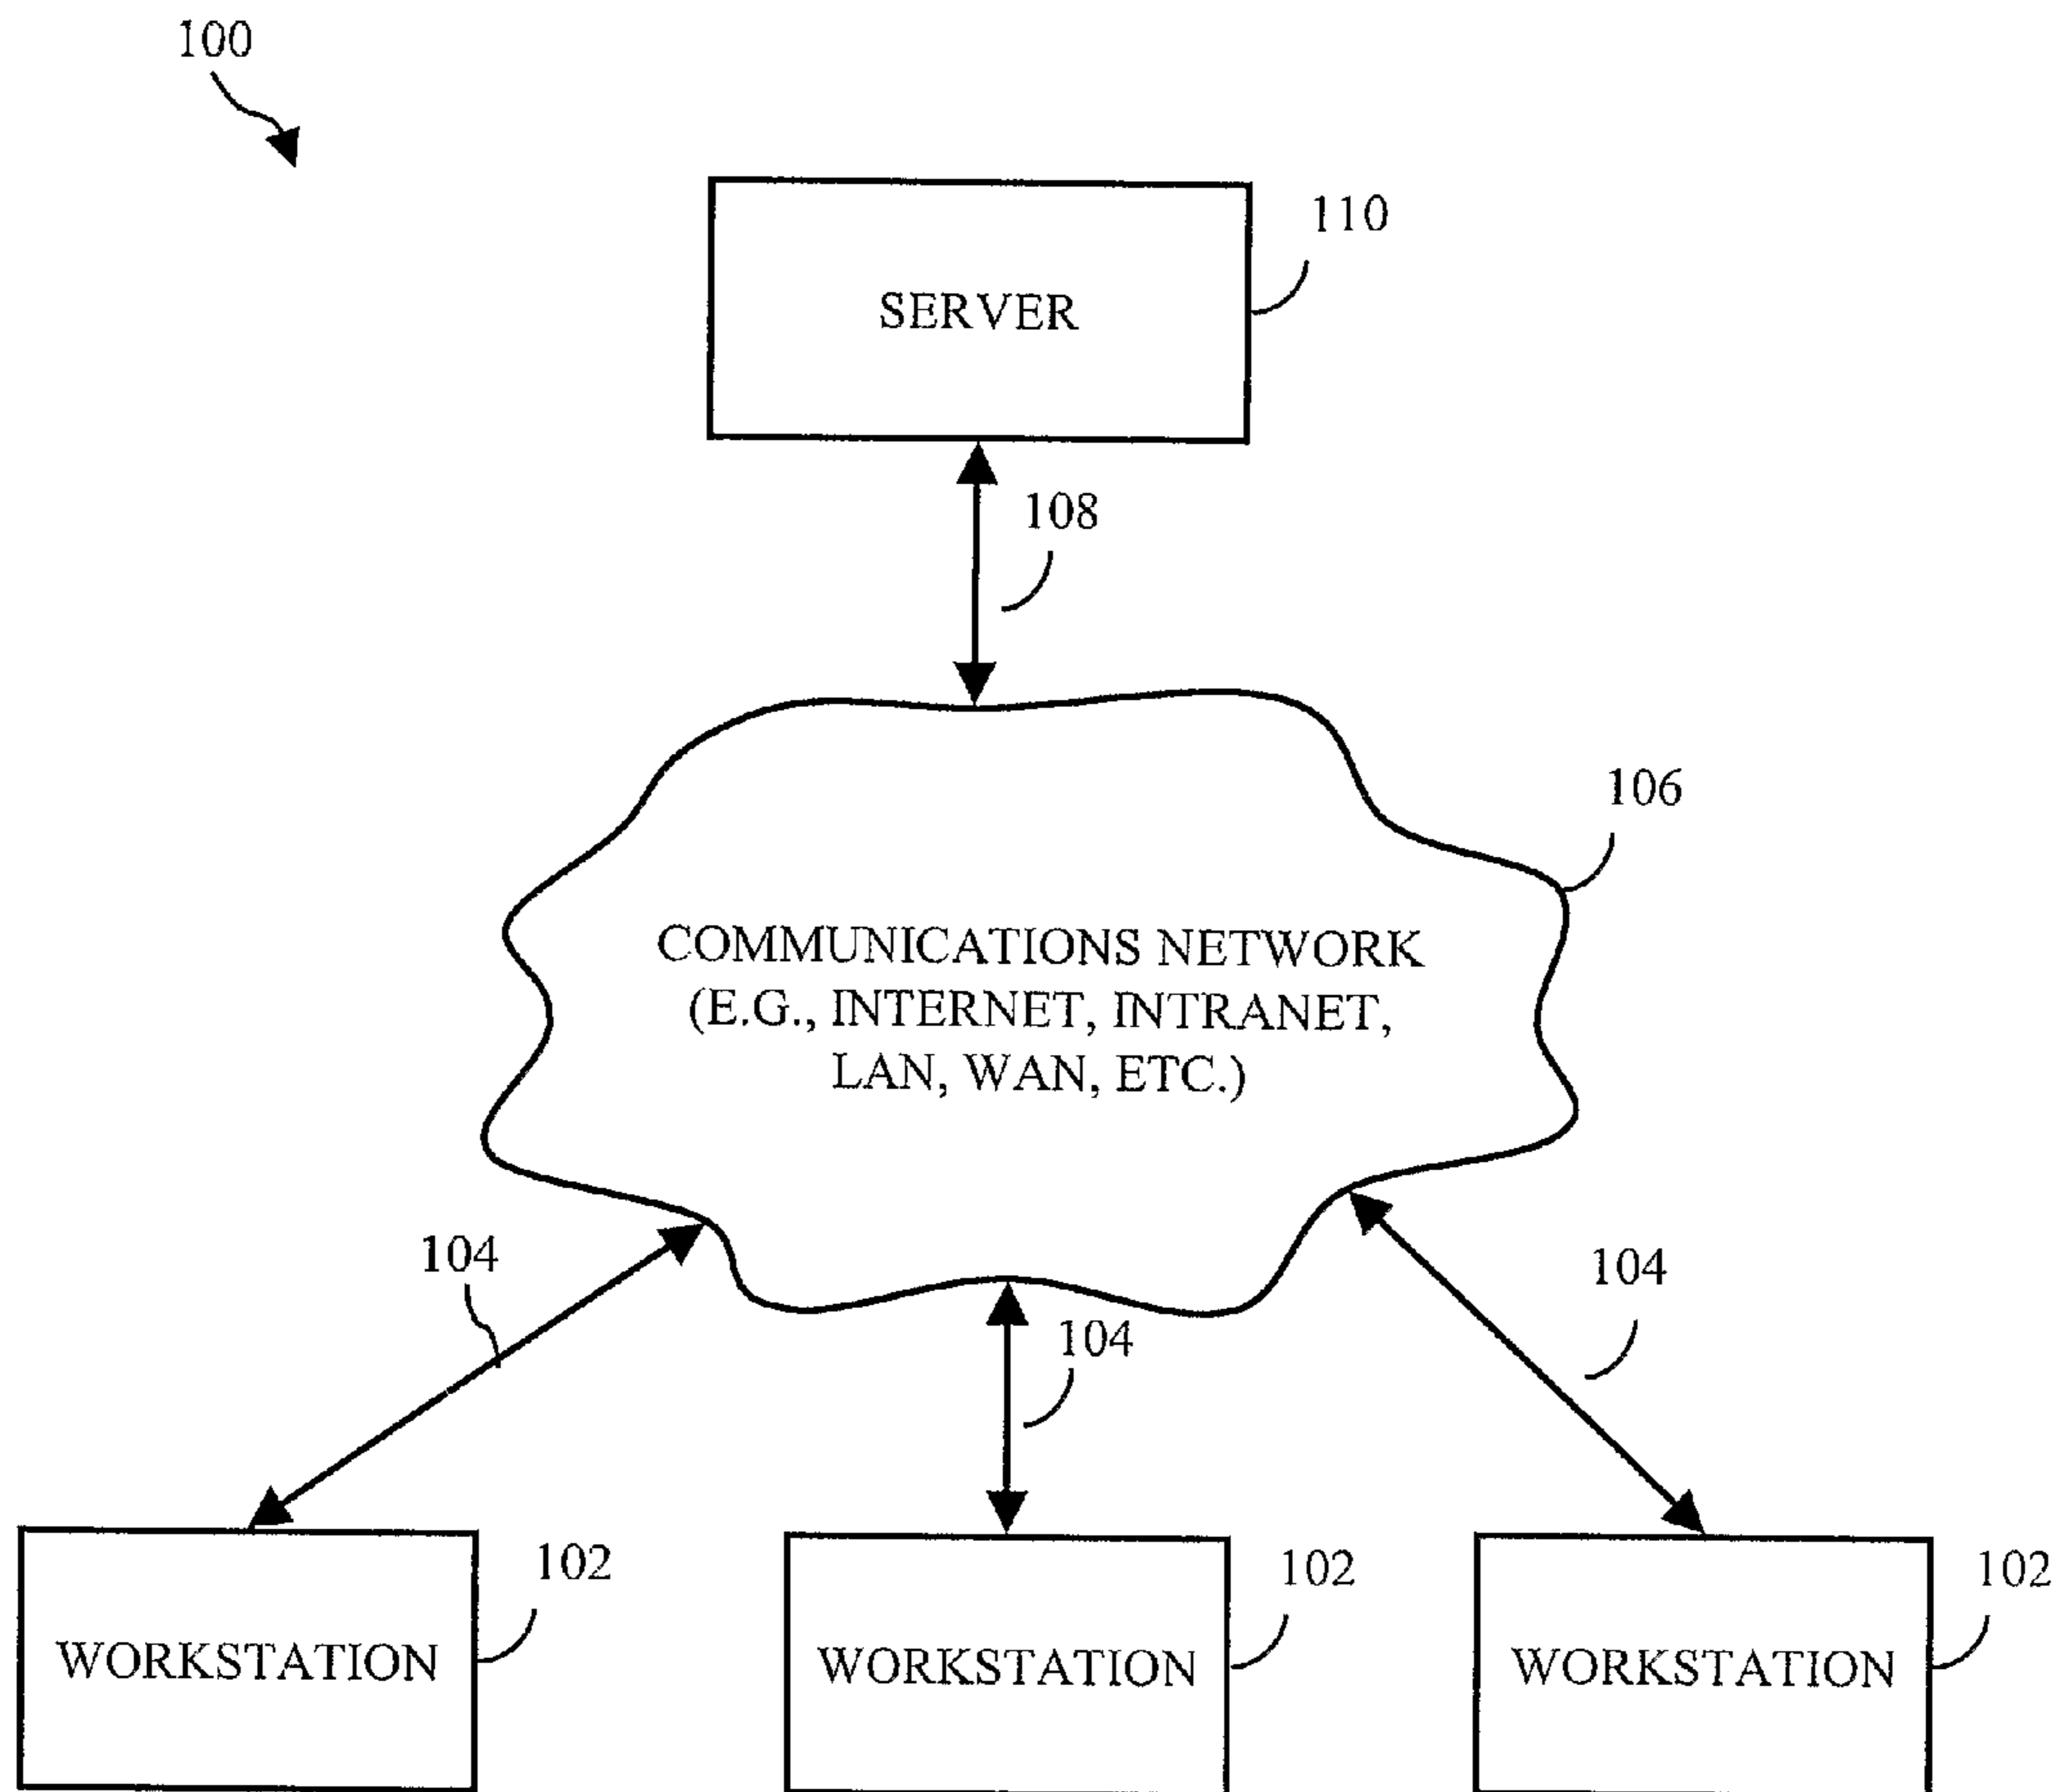 100
110
SERVER
108
106
COMMUNICATIONS NETWORK
(E.G., INTERNET, INTRANET,
LAN, WAN, ETC.)
104
104
104
102
102
102
WORKSTATION
WORKSTATION
WORKSTATION